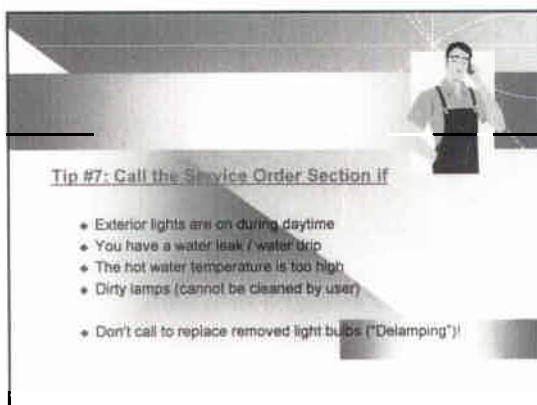 Tip #7: Call the Service Order Section if
◆ Exterior lights are on during daytime
◆ You have a water leak / water drip
◆ The hot water temperature is too high
◆ Dirty lamps (cannot be cleaned by user)
◆ Don't call to replace removed light bulbs ("Delamping")!